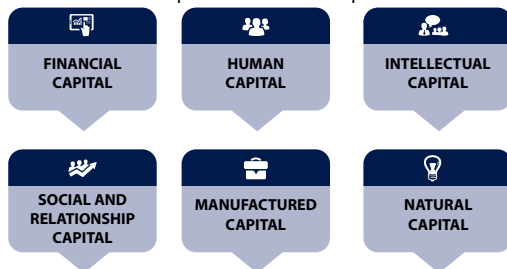 FINANCIAL
CAPITAL
HUMAN
CAPITAL
INTELLECTUAL
CAPITAL
SOCIAL AND
RELATIONSHIP
CAPITAL
MANUFACTURED
CAPITAL
NATURAL
CAPITAL